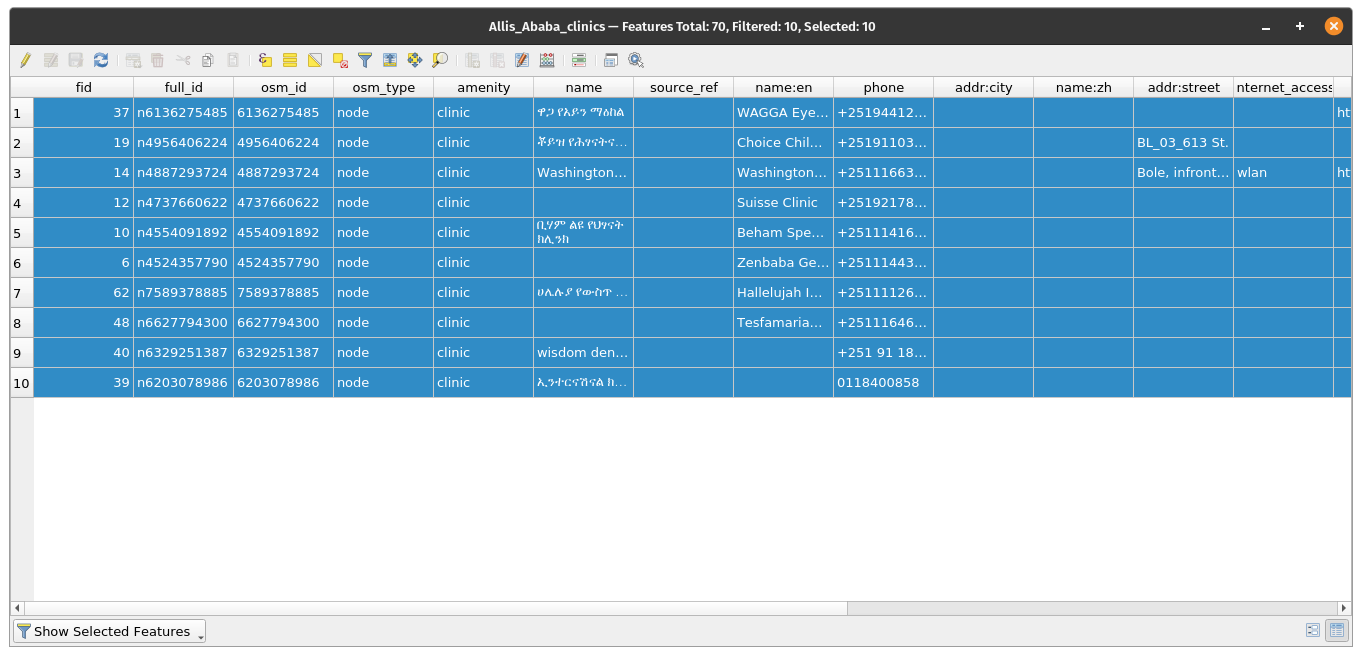 Allis_Ababa_clinics — Features Total: 70, Filtered: 10, Selected: 10
fid full_id osm_id osm_type amenity name source_ref name:en phone addr:city name:zh addr:street nternet_access
1 37 n6136275485 6136275485 node clinic ዋጋ የአይን ማዕከል WAGGA Eye… +25194412… ht
2 19 n4956406224 4956406224 node clinic ችይዝ የሕፃናትና… Choice Chil… +25191103… BL_03_613 St.
3 14 n4887293724 4887293724 node clinic Washington… Washington… +25111663… Bole, infront… wlan ht
4 12 n4737660622 4737660622 node clinic Suisse Clinic +25192178…
5 10 n4554091892 4554091892 node clinic ቢሃም ልዩ የህፃናት ክሊንክ Beham Spe… +25111416…
6 6 n4524357790 4524357790 node clinic Zenbaba Ge… +25111443…
7 62 n7589378885 7589378885 node clinic ሀሌሉያ የውስጥ … Hallelujah I… +25111126…
8 48 n6627794300 6627794300 node clinic Tesfamaria… +25111646…
9 40 n6329251387 6329251387 node clinic wisdom den… +251 91 18…
10 39 n6203078986 6203078986 node clinic ኢንተርናሽናል ክ… 0118400858
Show Selected Features